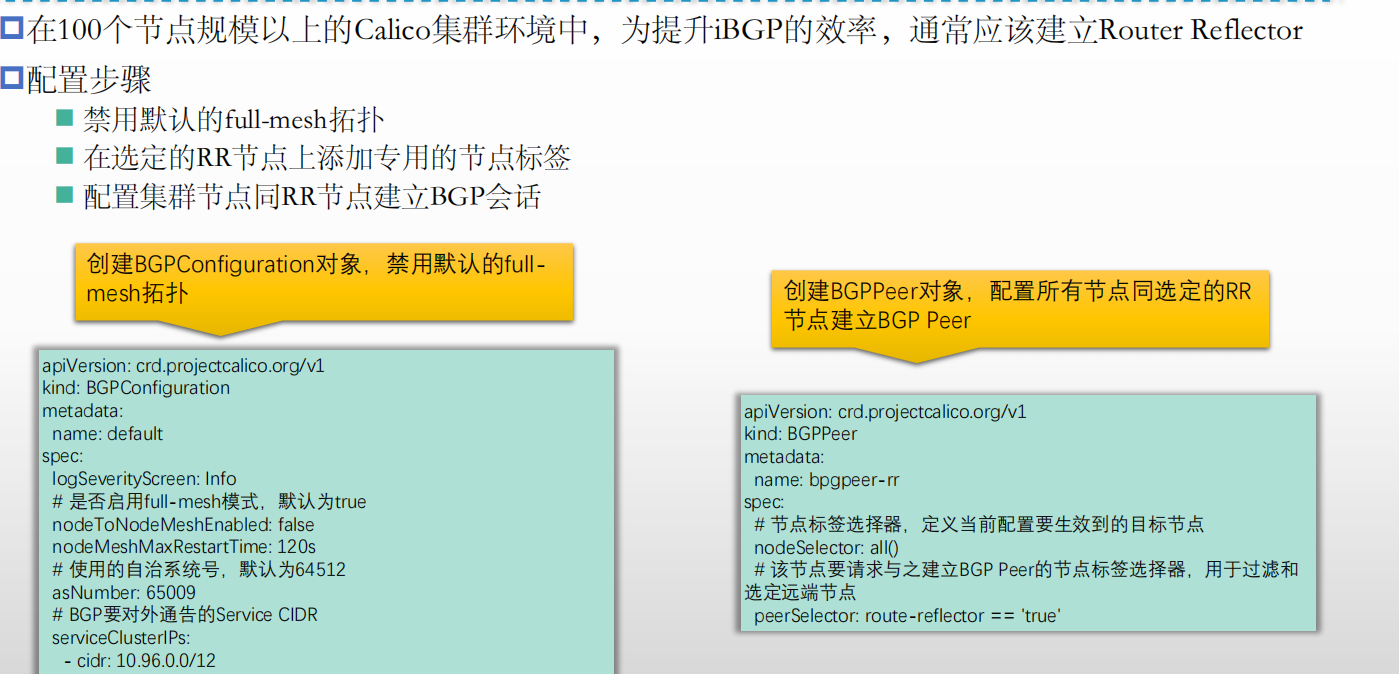 在100个节点规模以上的Calico集群环境中，为提升iBGP的效率，通常应该建立Router Reflector
配置步骤
禁用默认的full-mesh拓扑
在选定的RR节点上添加专用的节点标签
配置集群节点同RR节点建立BGP会话
创建BGPConfiguration对象，禁用默认的full-
mesh拓扑
apiVersion: crd.projectcalico.org/v1
kind: BGPConfiguration
metadata:
  name: default
spec:
  logSeverityScreen: Info
  # 是否启用full-mesh模式，默认为true
  nodeToNodeMeshEnabled: false
  nodeMeshMaxRestartTime: 120s
  # 使用的自治系统号，默认为64512
  asNumber: 65009
  # BGP要对外通告的Service CIDR
  serviceClusterIPs:
    - cidr: 10.96.0.0/12
创建BGPPeer对象，配置所有节点同选定的RR
节点建立BGP Peer
apiVersion: crd.projectcalico.org/v1
kind: BGPPeer
metadata:
  name: bpgpeer-rr
spec:
  # 节点标签选择器，定义当前配置要生效到的目标节点
  nodeSelector: all()
  # 该节点要请求与之建立BGP Peer的节点标签选择器，用于过滤和
选定远端节点
  peerSelector: route-reflector == 'true'